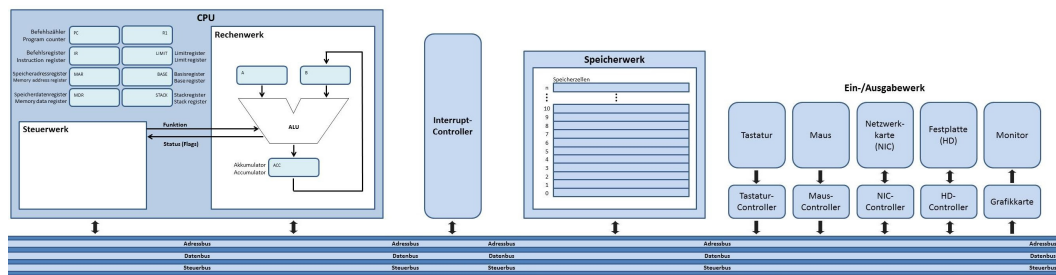 CPU
Befehlszähler
Program counter
PC
R1
Befehlsregister
Instruction register
IR
LIMIT
Limitregister
Limit register
Speicheradressregister
Memory address register
MAR
BASE
Basisregister
Base register
Speicherdatenregister
Memory data register
MDR
STACK
Stackregister
Stack register
Steuerwerk
Funktion
Status (Flags)
Rechenwerk
A
B
ALU
Akkumulator
Accumulator
ACC
Interrupt-
Controller
Speicherwerk
Speicherzellen
n
10
9
8
7
6
5
4
3
2
1
0
Ein-/Ausgabewerk
Tastatur
Maus
Netzwerk-
karte
(NIC)
Festplatte
(HD)
Monitor
Tastatur-
Controller
Maus-
Controller
NIC-
Controller
HD-
Controller
Grafikkarte
Adressbus Adressbus Adressbus Adressbus Adressbus
Datenbus Datenbus Datenbus Datenbus Datenbus
Steuerbus Steuerbus Steuerbus Steuerbus Steuerbus